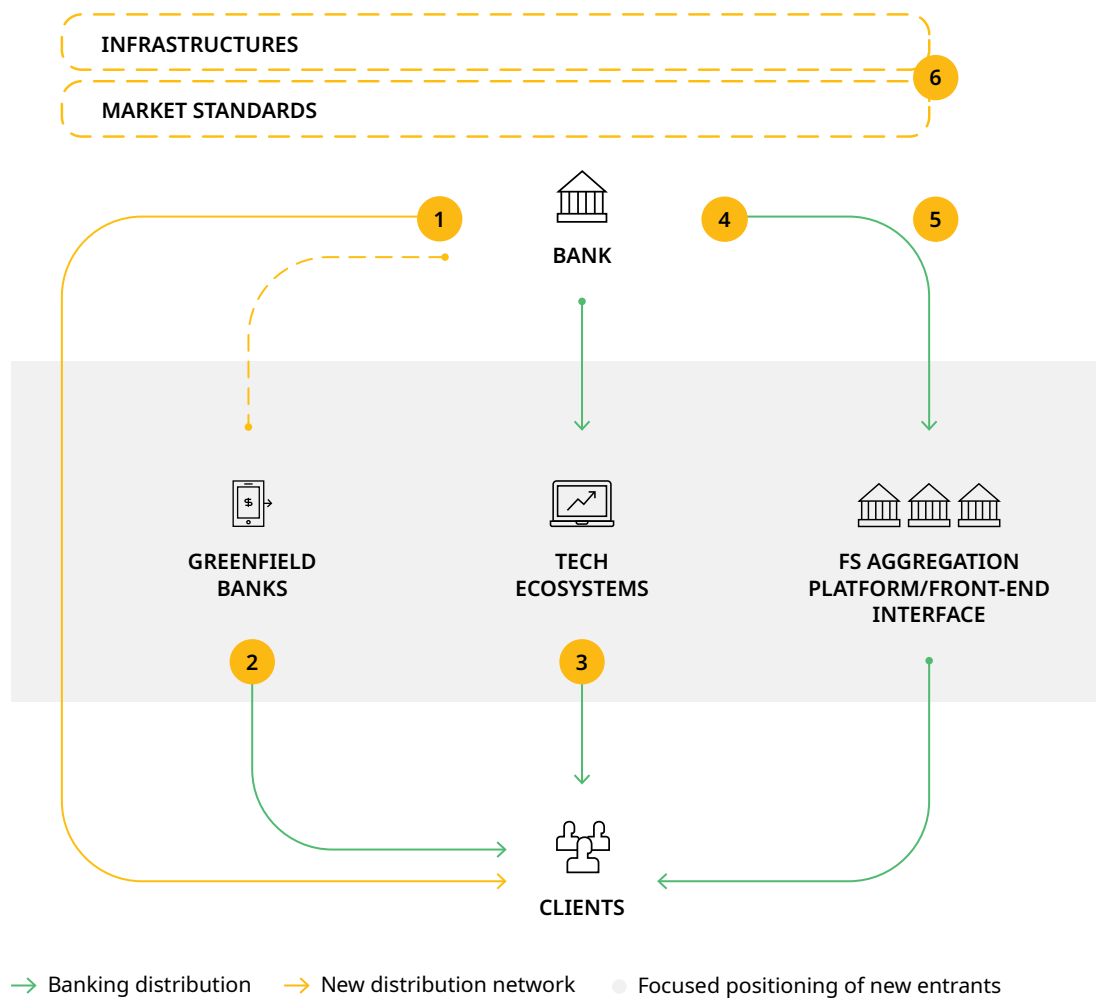 INFRASTRUCTURES
6
MARKET STANDARDS
1
4
5
BANK
$
GREENFIELD
BANKS
TECH
ECOSYSTEMS
FS AGGREGATION
PLATFORM/FRONT-END
INTERFACE
2
3
CLIENTS
Banking distribution
New distribution network
Focused positioning of new entrants